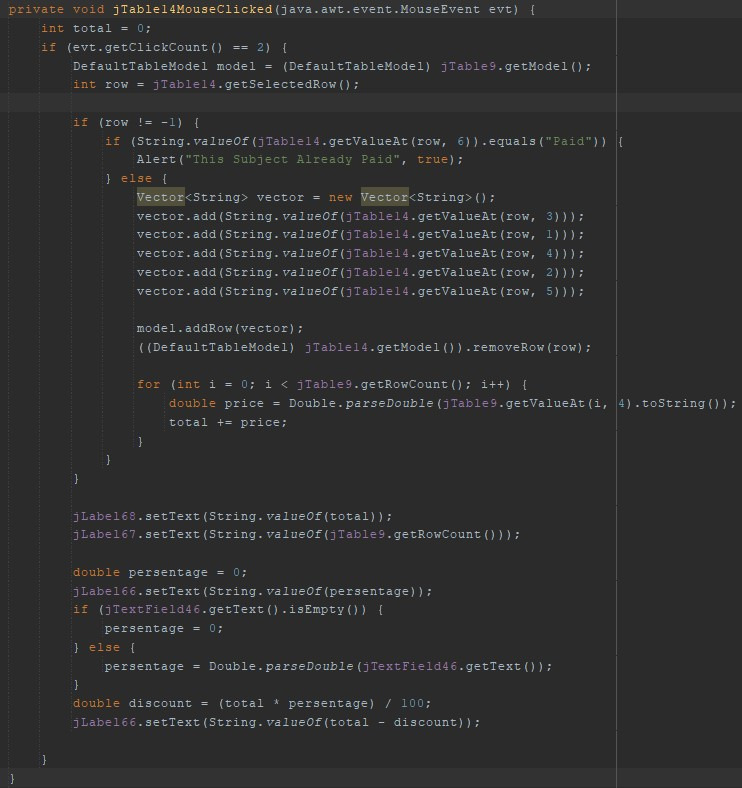 private void jTable14MouseClicked(java.awt.event.MouseEvent evt) {
int total = 0;
if (evt.getClickCount() == 2) {
DefaultTableModel model = (DefaultTableModel) jTable9.getModel();
int row = jTable14.getSelectedRow();
if (row != -1) {
if (String.valueOf(jTable14.getValueAt(row, 6)).equals("Paid")) {
Alert("This Subject Already Paid", true);
} else {
Vector<String> vector = new Vector<String>();
vector.add(String.valueOf(jTable14.getValueAt(row, 3)));
vector.add(String.valueOf(jTable14.getValueAt(row, 1)));
vector.add(String.valueOf(jTable14.getValueAt(row, 4)));
vector.add(String.valueOf(jTable14.getValueAt(row, 2)));
vector.add(String.valueOf(jTable14.getValueAt(row, 5)));
model.addRow(vector);
((DefaultTableModel) jTable14.getModel()).removeRow(row);
for (int i = 0; i < jTable9.getRowCount(); i++) {
double price = Double.parseDouble(jTable9.getValueAt(i, 4).toString());
total += price;
}
}
}
jLabel68.setText(String.valueOf(total));
jLabel67.setText(String.valueOf(jTable9.getRowCount()));
double persentage = 0;
jLabel66.setText(String.valueOf(persentage));
if (jTextField46.getText().isEmpty()) {
persentage = 0;
} else {
persentage = Double.parseDouble(jTextField46.getText());
}
double discount = (total * persentage) / 100;
jLabel66.setText(String.valueOf(total - discount));
}
}